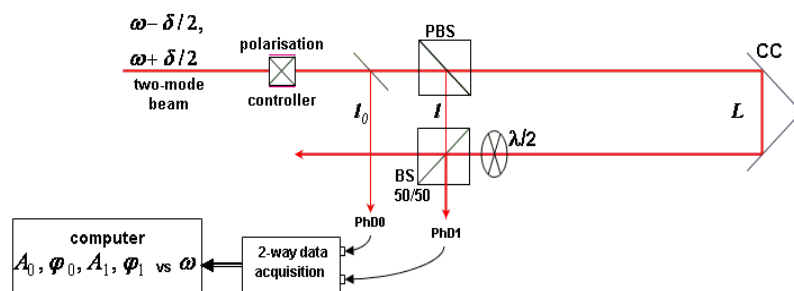 ω− δ/2,
ω+ δ/2
two-mode
beam
polarisation
controller
PBS
CC
l₀
l
L
λ/2
BS
50/50
PhD0
PhD1
computer
A₀, φ₀, A₁, φ₁ vs ω
2-way data
acquisition